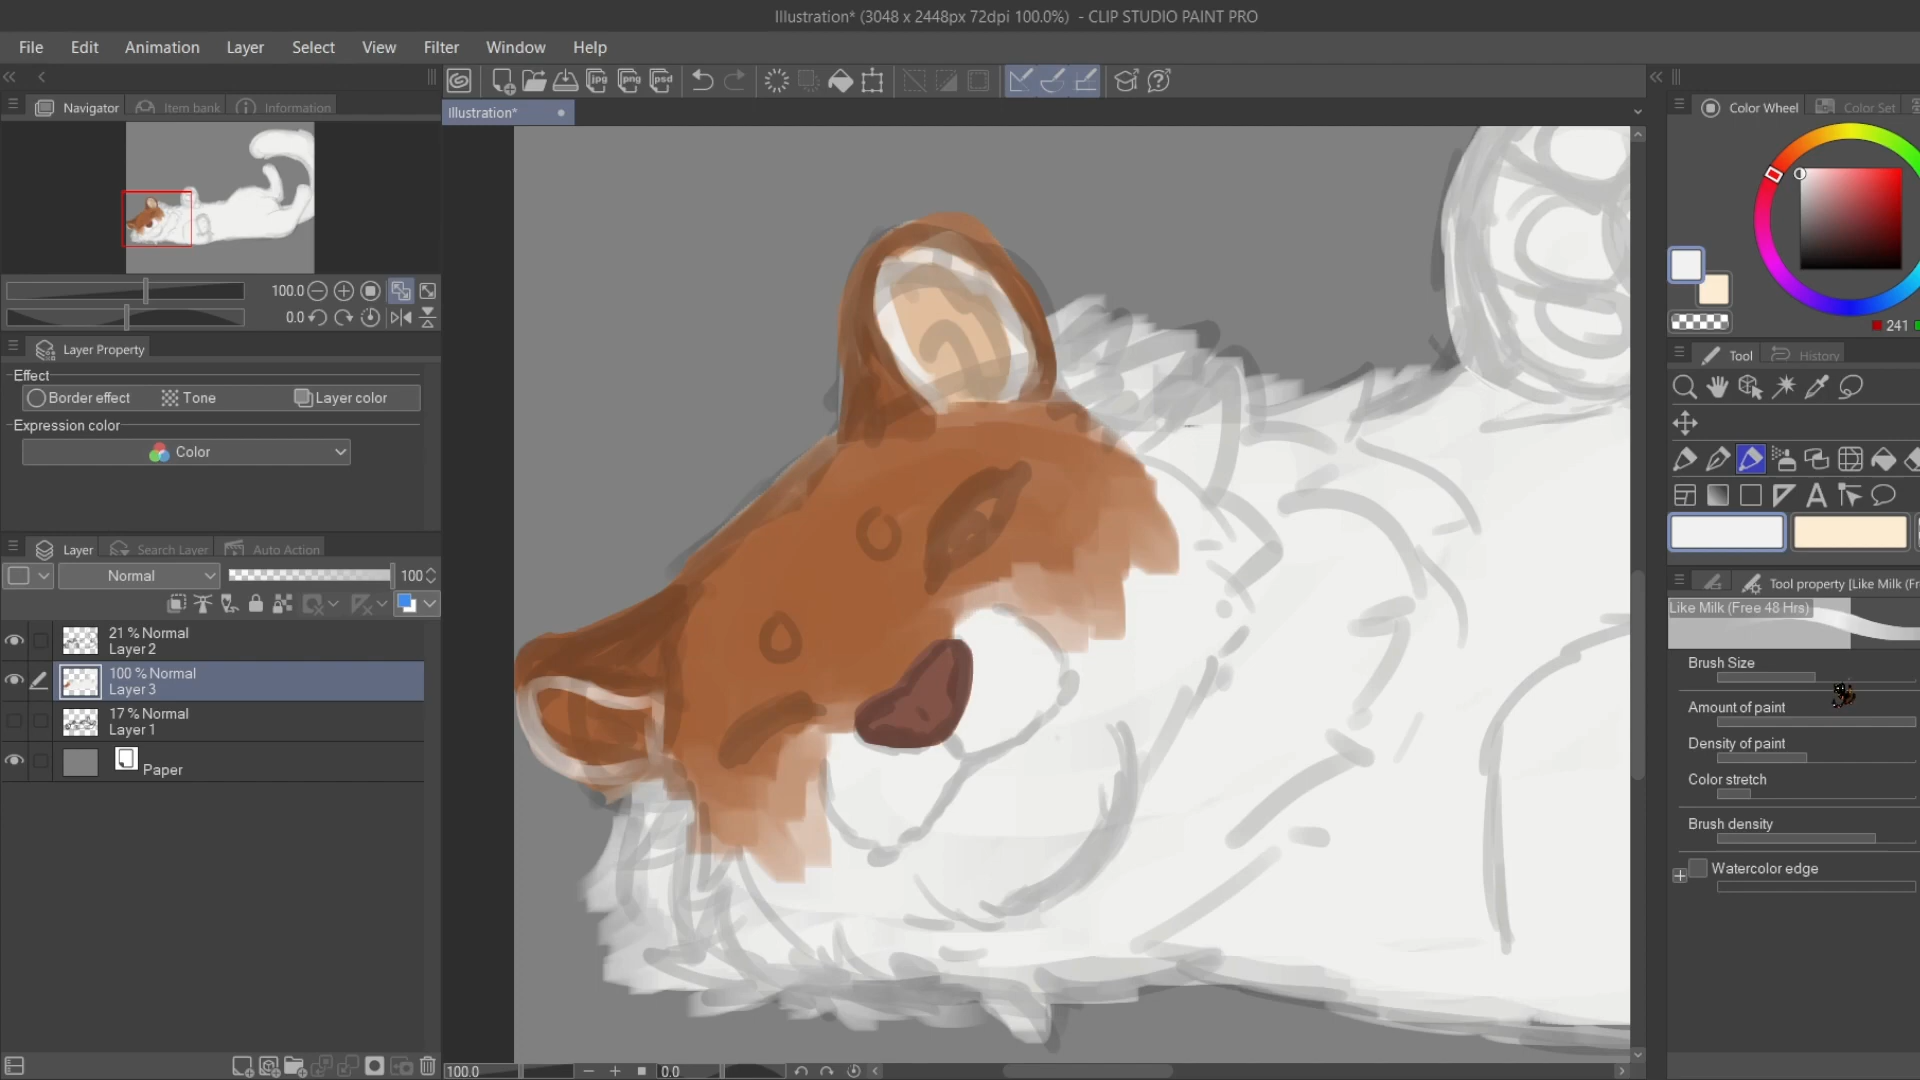 Illustration* (3048 x 2448px 72dpi 100.0%) - CLIP STUDIO PAINT PRO
File Edit Animation Layer Select View Filter Window Help
jpg png psd
Illustration*
Navigator Item bank Information
100.0
0.0
Layer Property
Effect
Border effect Tone Layer color
Expression color
Color
Layer Search Layer Auto Action
Normal 100
21 % Normal
Layer 2
100 % Normal
Layer 3
17 % Normal
Layer 1
Paper
100.0 0.0
Color Wheel Color Set
241
Tool History
Tool property [Like Milk (Fr
Like Milk (Free 48 Hrs)
Brush Size
Amount of paint
Density of paint
Color stretch
Brush density
Watercolor edge